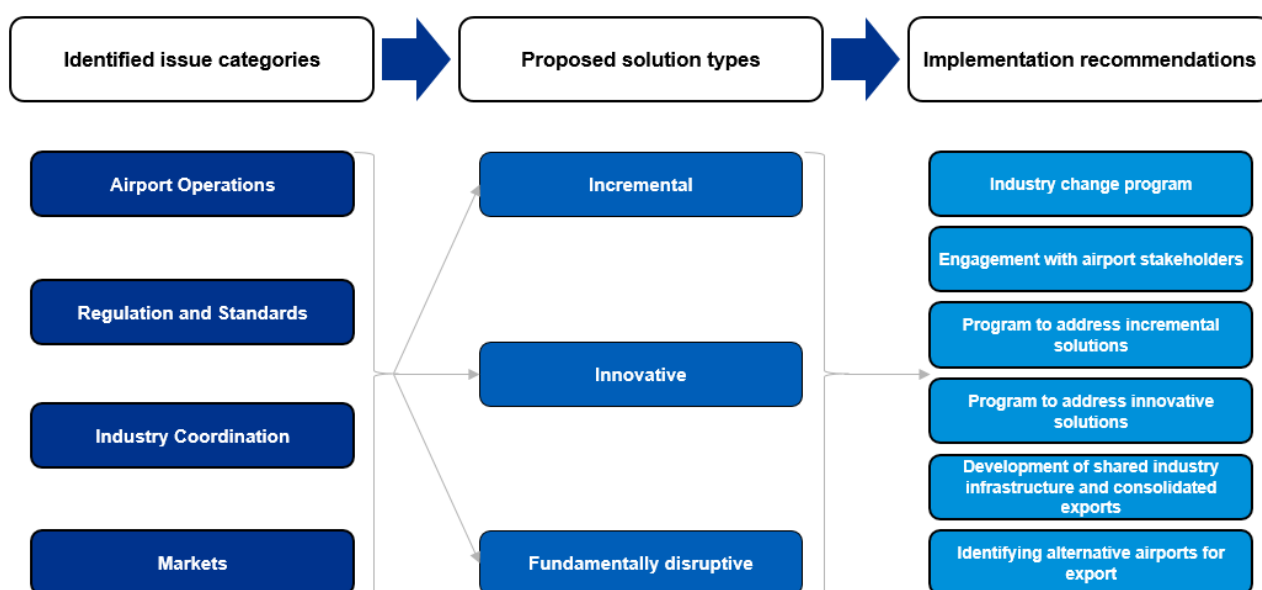 Identified issue categories
Proposed solution types
Implementation recommendations
Airport Operations
Regulation and Standards
Industry Coordination
Markets
Incremental
Innovative
Fundamentally disruptive
Industry change program
Engagement with airport stakeholders
Program to address incremental
solutions
Program to address innovative
solutions
Development of shared industry
infrastructure and consolidated
exports
Identifying alternative airports for
export